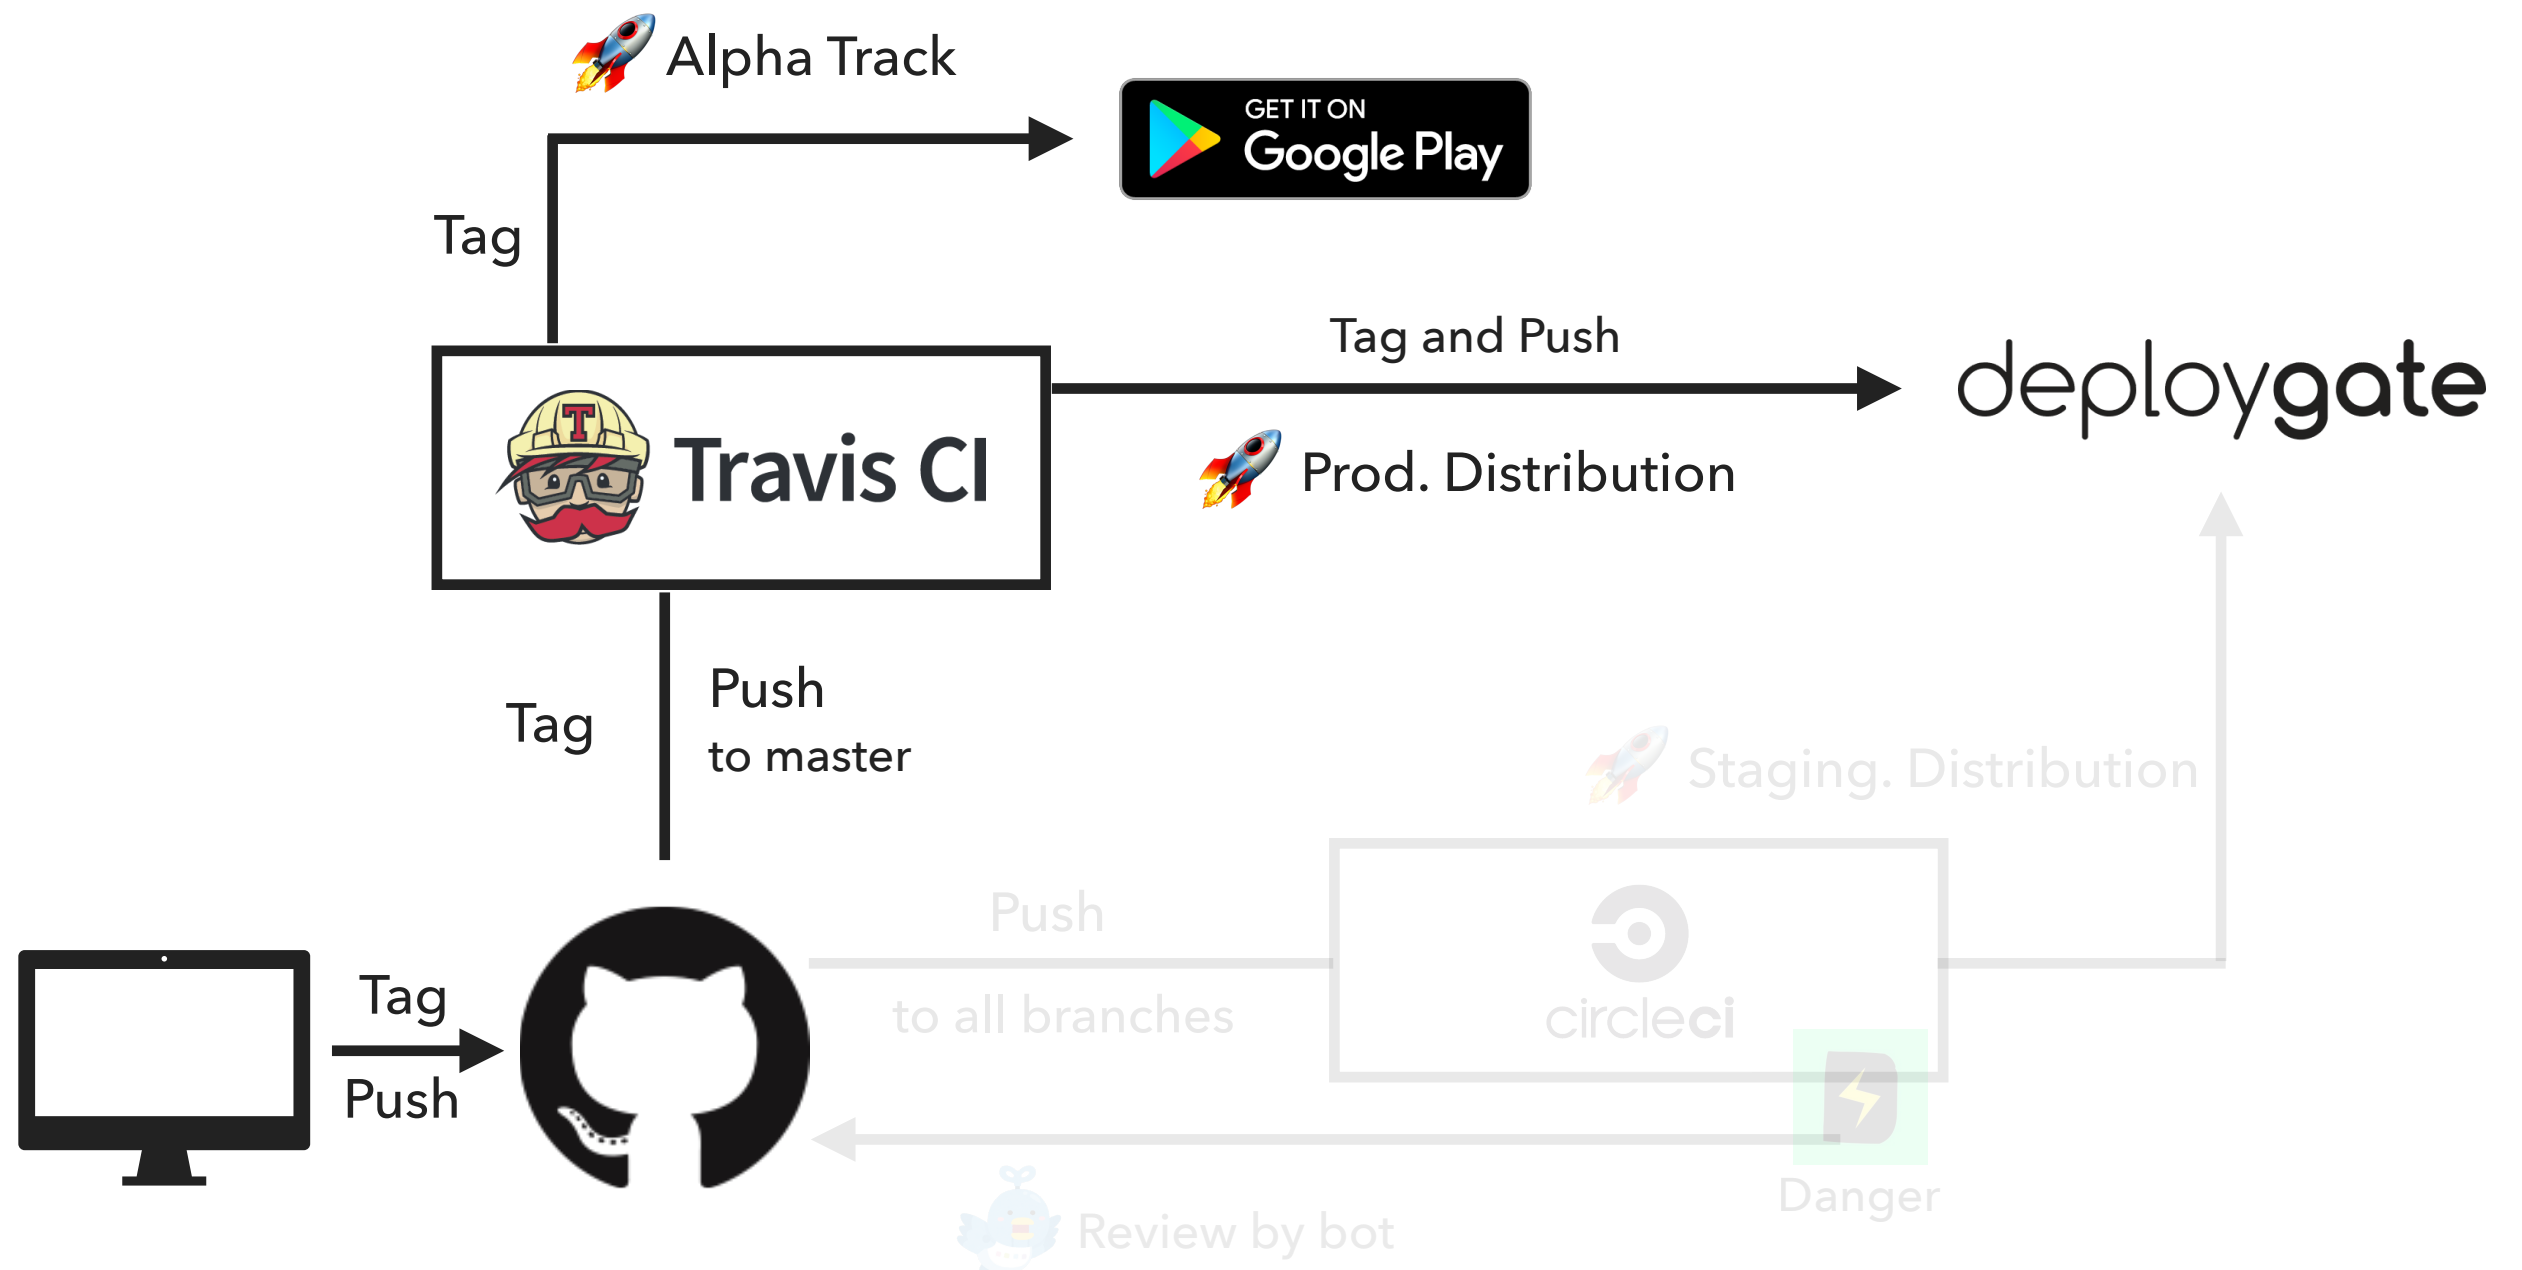 Alpha Track
GET IT ON
Google Play
Tag
Tag and Push
deploygate
T
Travis CI
Prod. Distribution
Push
to master
Tag
Staging. Distribution
Push
to all branches
circleci
Tag
Push
Danger
Review by bot